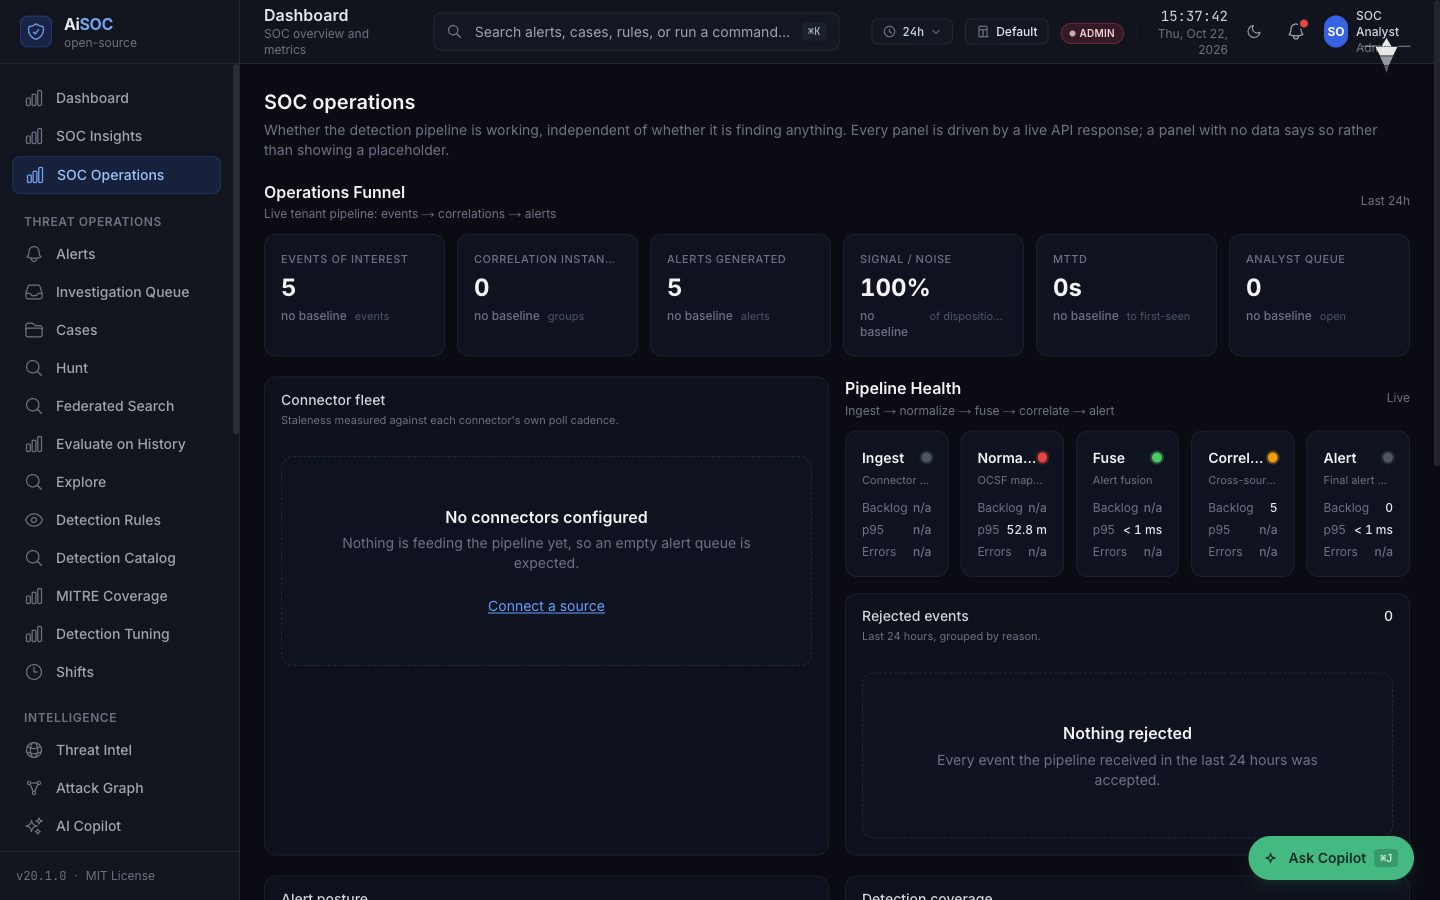 AiSOC
open-source
Dashboard
SOC Insights
SOC Operations
THREAT OPERATIONS
Alerts
Investigation Queue
Cases
Hunt
Federated Search
Evaluate on History
Explore
Detection Rules
Detection Catalog
MITRE Coverage
Detection Tuning
Shifts
INTELLIGENCE
Threat Intel
Attack Graph
AI Copilot
v20.1.0 · MIT License
Dashboard
SOC overview and
metrics
Search alerts, cases, rules, or run a command... ⌘K
24h
Default
ADMIN
15:37:42
Thu, Oct 22,
2026
SO
SOC
Analyst
SOC operations
Whether the detection pipeline is working, independent of whether it is finding anything. Every panel is driven by a live API response; a panel with no data says so rather
than showing a placeholder.
Operations Funnel
Live tenant pipeline: events → correlations → alerts
Last 24h
EVENTS OF INTEREST
5
no baseline events
CORRELATION INSTAN...
0
no baseline groups
ALERTS GENERATED
5
no baseline alerts
SIGNAL / NOISE
100%
no baseline of dispositio...
MTTD
0s
no baseline to first-seen
ANALYST QUEUE
0
no baseline open
Connector fleet
Staleness measured against each connector's own poll cadence.
No connectors configured
Nothing is feeding the pipeline yet, so an empty alert queue is
expected.
Connect a source
Pipeline Health
Ingest → normalize → fuse → correlate → alert
Live
Ingest
Connector ...
Backlog n/a
p95 n/a
Errors n/a
Norma...
OCSF map...
Backlog n/a
p95 52.8 m
Errors n/a
Fuse
Alert fusion
Backlog n/a
p95 < 1 ms
Errors n/a
Correl...
Cross-sour...
Backlog 5
p95 n/a
Errors n/a
Alert
Final alert ...
Backlog 0
p95 < 1 ms
Errors n/a
Rejected events 0
Last 24 hours, grouped by reason.
Nothing rejected
Every event the pipeline received in the last 24 hours was
accepted.
Ask Copilot ⌘J
Alert posture
Detection coverage